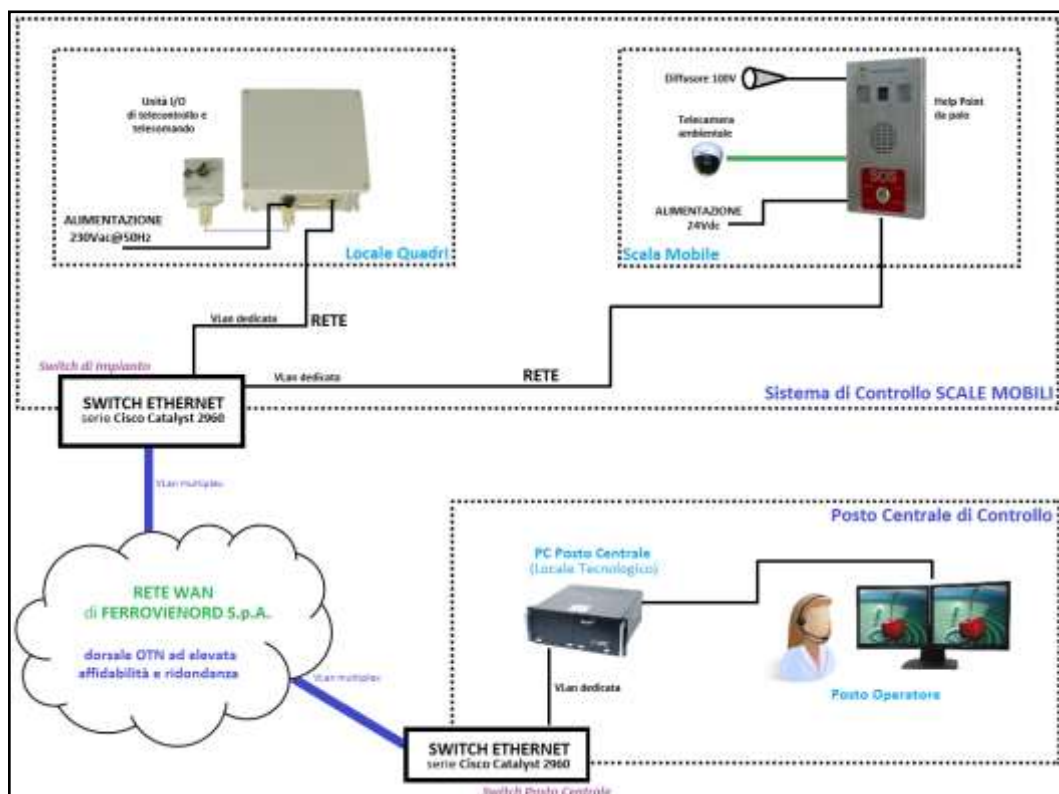 Unità I/O
di telecontrollo e
telecomando
ALIMENTAZIONE
230Vac@50Hz
Locale Quadri
Diffusore 100V
Telecamera
ambientale
ALIMENTAZIONE
24Vdc
Help Point
da palo
SOS
Scala Mobile
VLan dedicata
RETE
Switch di Impianto
VLan dedicata
RETE
SWITCH ETHERNET
serie Cisco Catalyst 2960
Sistema di Controllo SCALE MOBILI
VLan multiplex
Posto Centrale di Controllo
PC Posto Centrale
(Locale Tecnologico)
RETE WAN
di FERROVIENORD S.p.A.
dorsale OTN ad elevata
affidabilità e ridondanza
VLan multiplex
VLan dedicata
Posto Operatore
SWITCH ETHERNET
serie Cisco Catalyst 2960
Switch Posto Centrale